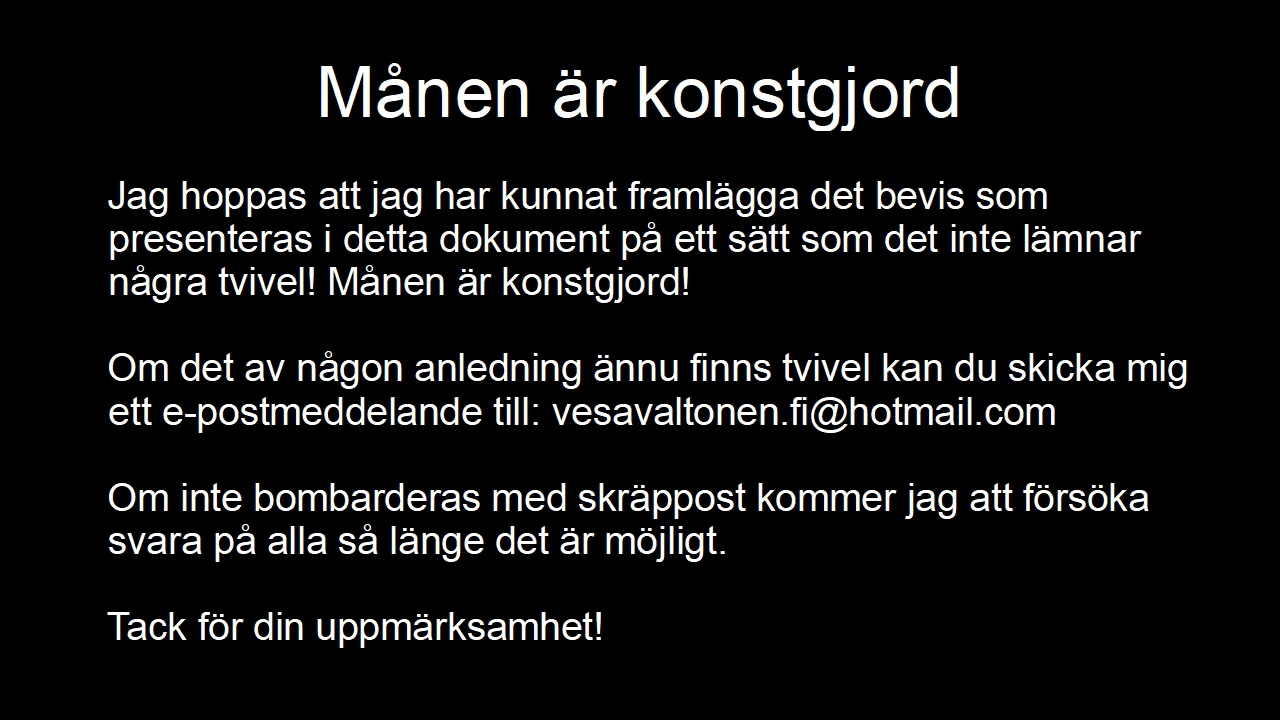 Månen är konstgjord
Jag hoppas att jag har kunnat framlägga det bevis som
presenteras i detta dokument på ett sätt som det inte lämnar
några tvivel! Månen är konstgjord!
Om det av någon anledning ännu finns tvivel kan du skicka mig
ett e-postmeddelande till: vesavaltonen.fi@hotmail.com
Om inte bombarderas med skräppost kommer jag att försöka
svara på alla så länge det är möjligt.
Tack för din uppmärksamhet!